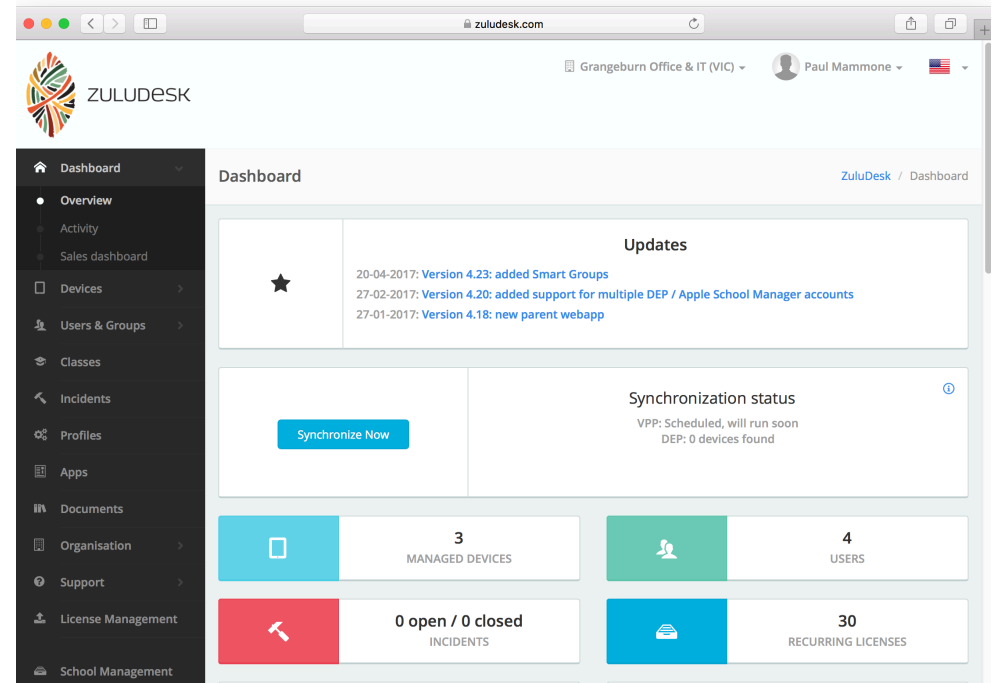 zuludesk.com
ZULUDESK
Grangeburn Office & IT (VIC)
Paul Mammone
Dashboard
Overview
Activity
Sales dashboard
Devices
Users & Groups
Classes
Incidents
Profiles
Apps
Documents
Organisation
Support
License Management
School Management
Dashboard
ZuluDesk / Dashboard
Updates
20-04-2017: Version 4.23: added Smart Groups
27-02-2017: Version 4.20: added support for multiple DEP / Apple School Manager accounts
27-01-2017: Version 4.18: new parent webapp
Synchronize Now
Synchronization status
VPP: Scheduled, will run soon
DEP: 0 devices found
3
MANAGED DEVICES
4
USERS
0 open / 0 closed
INCIDENTS
30
RECURRING LICENSES